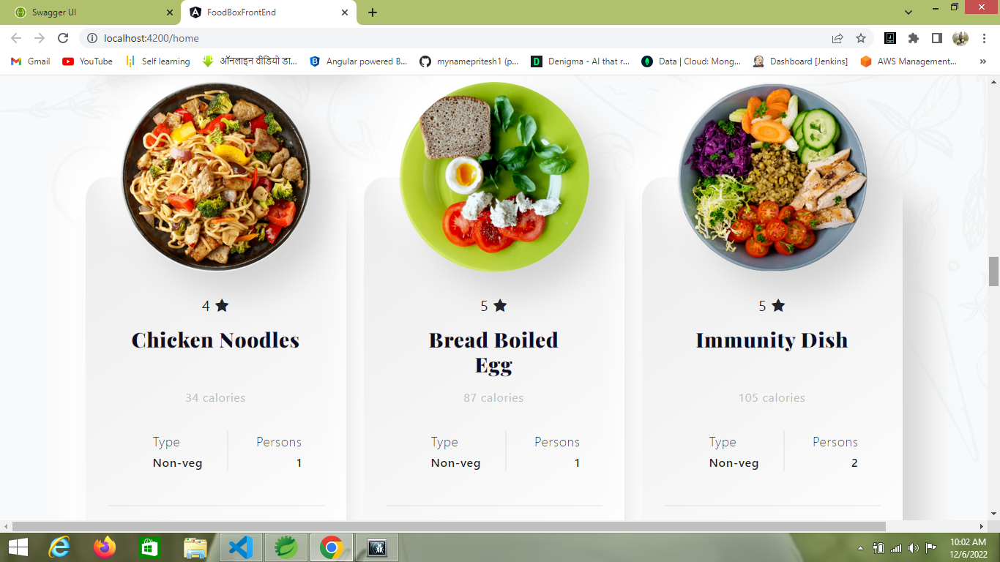 Swagger UI
FoodBoxFrontEnd
localhost:4200/home
Gmail
YouTube
Self learning
ऑनलाइन वीडियो डा...
Angular powered B...
mynamepritesh1 (p...
Denigma - AI that r...
Data | Cloud: Mong...
Dashboard [Jenkins]
AWS Management...
4
Chicken Noodles
34 calories
Type
Persons
Non-veg
1
5
Bread Boiled
Egg
87 calories
Type
Persons
Non-veg
1
5
Immunity Dish
105 calories
Type
Persons
Non-veg
2
10:02 AM
12/6/2022